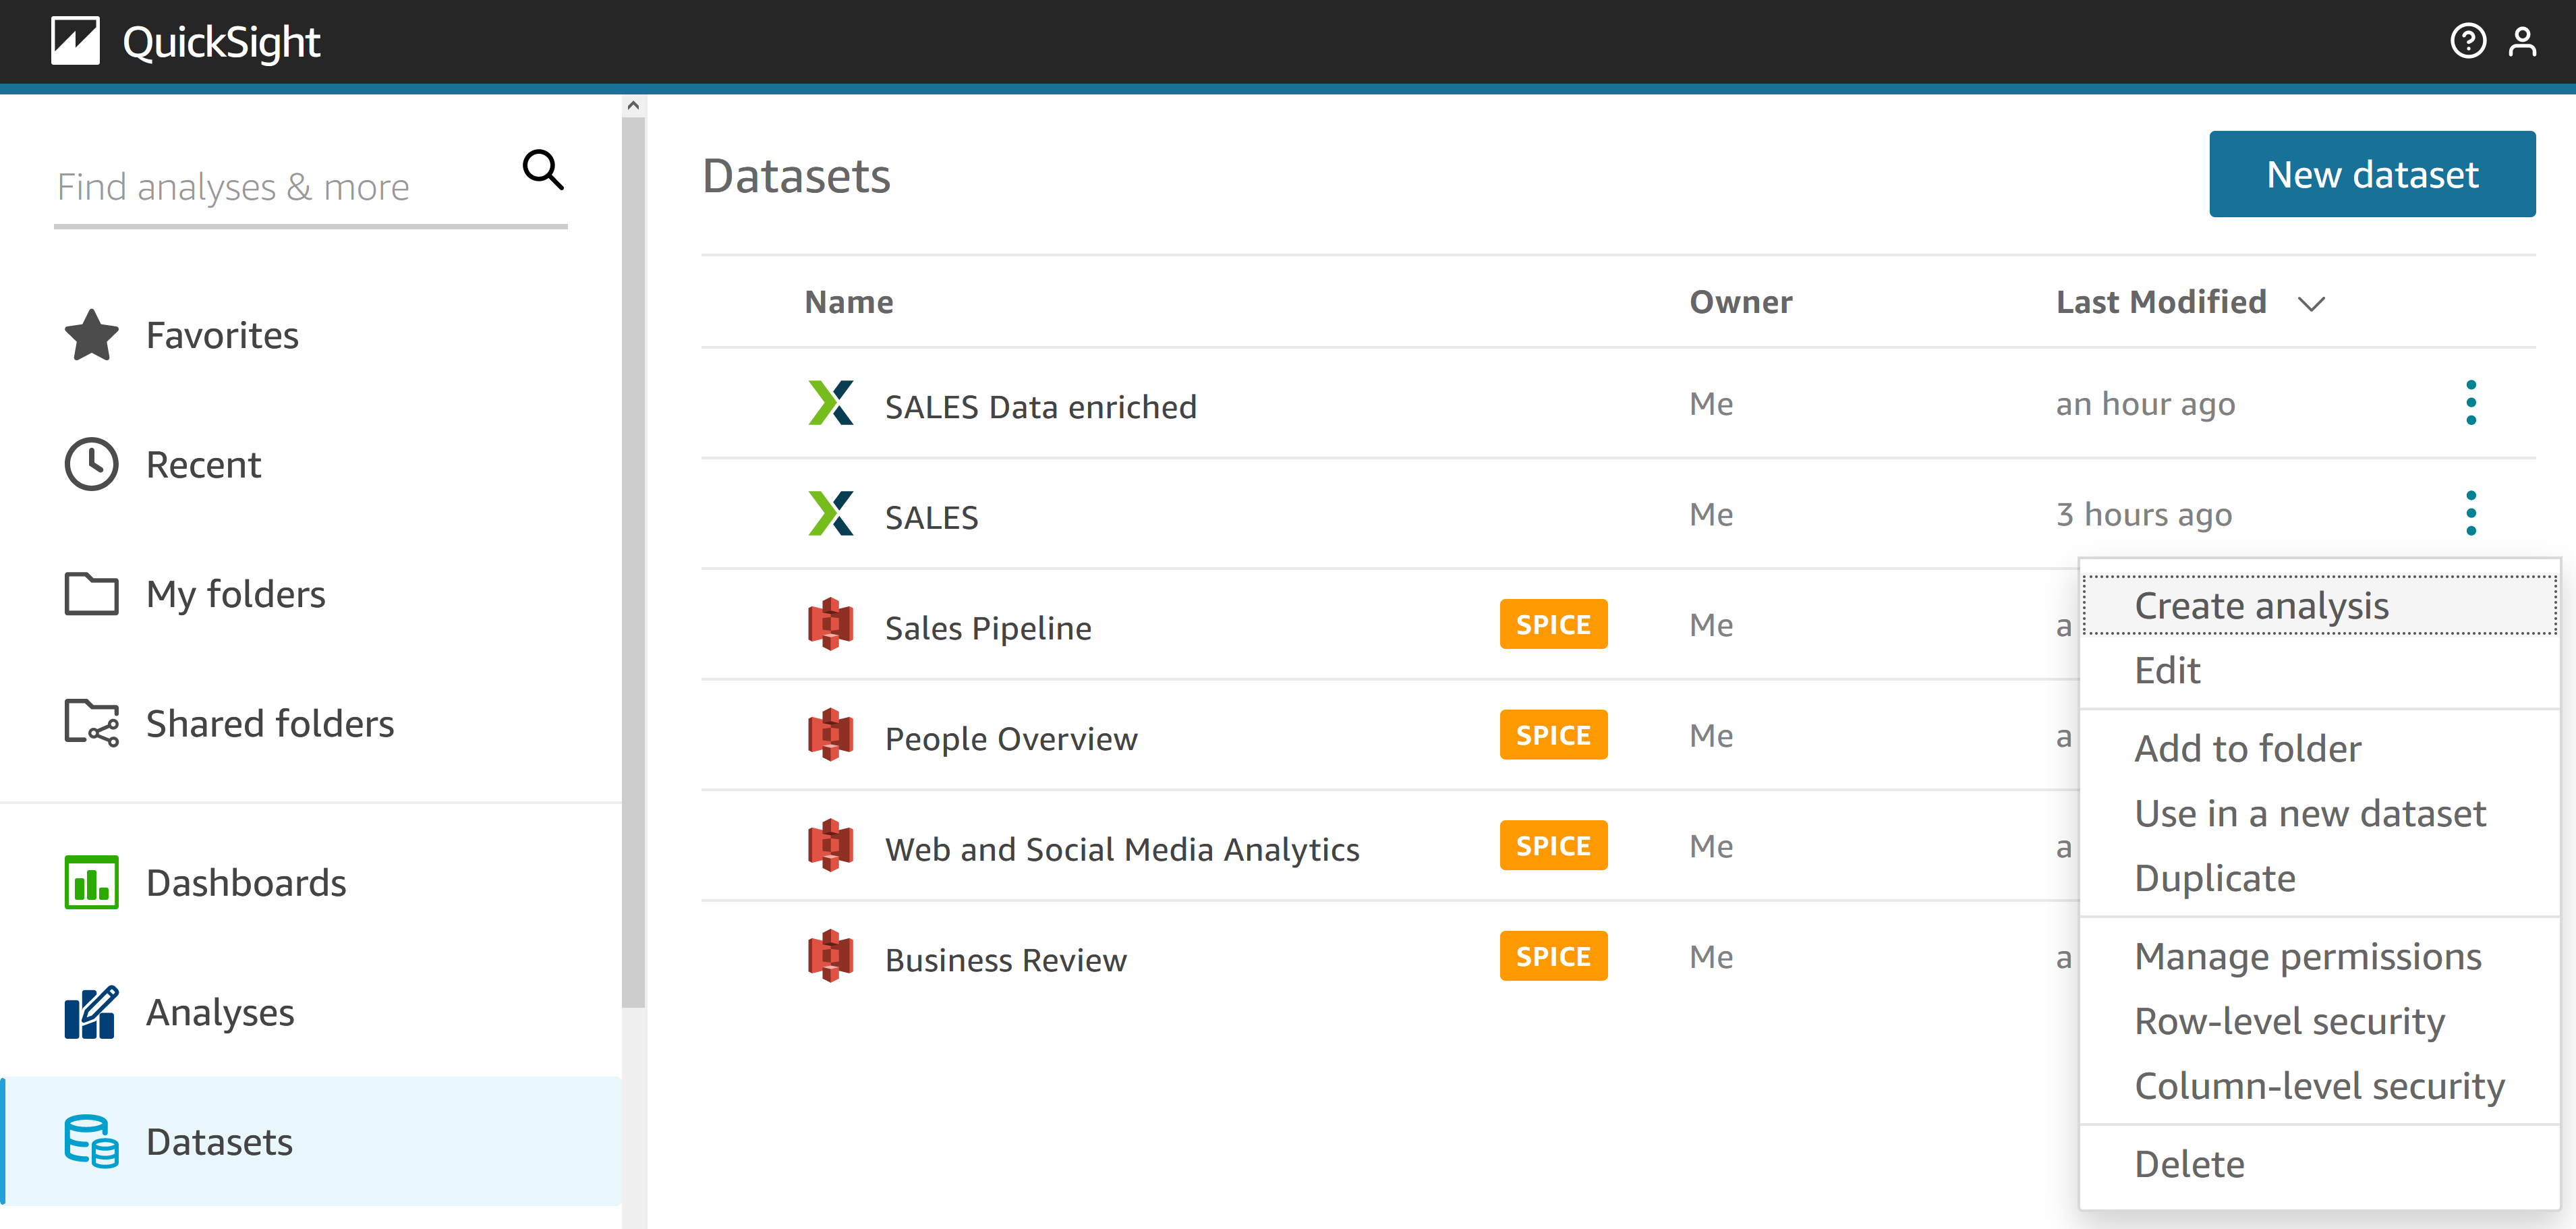 QuickSight
Find analyses & more
Favorites
Recent
My folders
Shared folders
Dashboards
Analyses
Datasets
Datasets
New dataset
Name Owner Last Modified
SALES Data enriched Me an hour ago
SALES Me 3 hours ago
Sales Pipeline SPICE Me a
People Overview SPICE Me a
Web and Social Media Analytics SPICE Me a
Business Review SPICE Me a
Create analysis
Edit
Add to folder
Use in a new dataset
Duplicate
Manage permissions
Row-level security
Column-level security
Delete